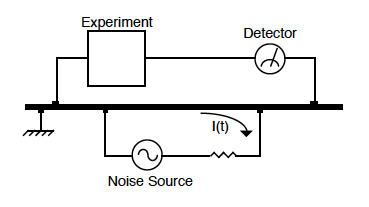 Experiment
Detector
I(t)
Noise Source